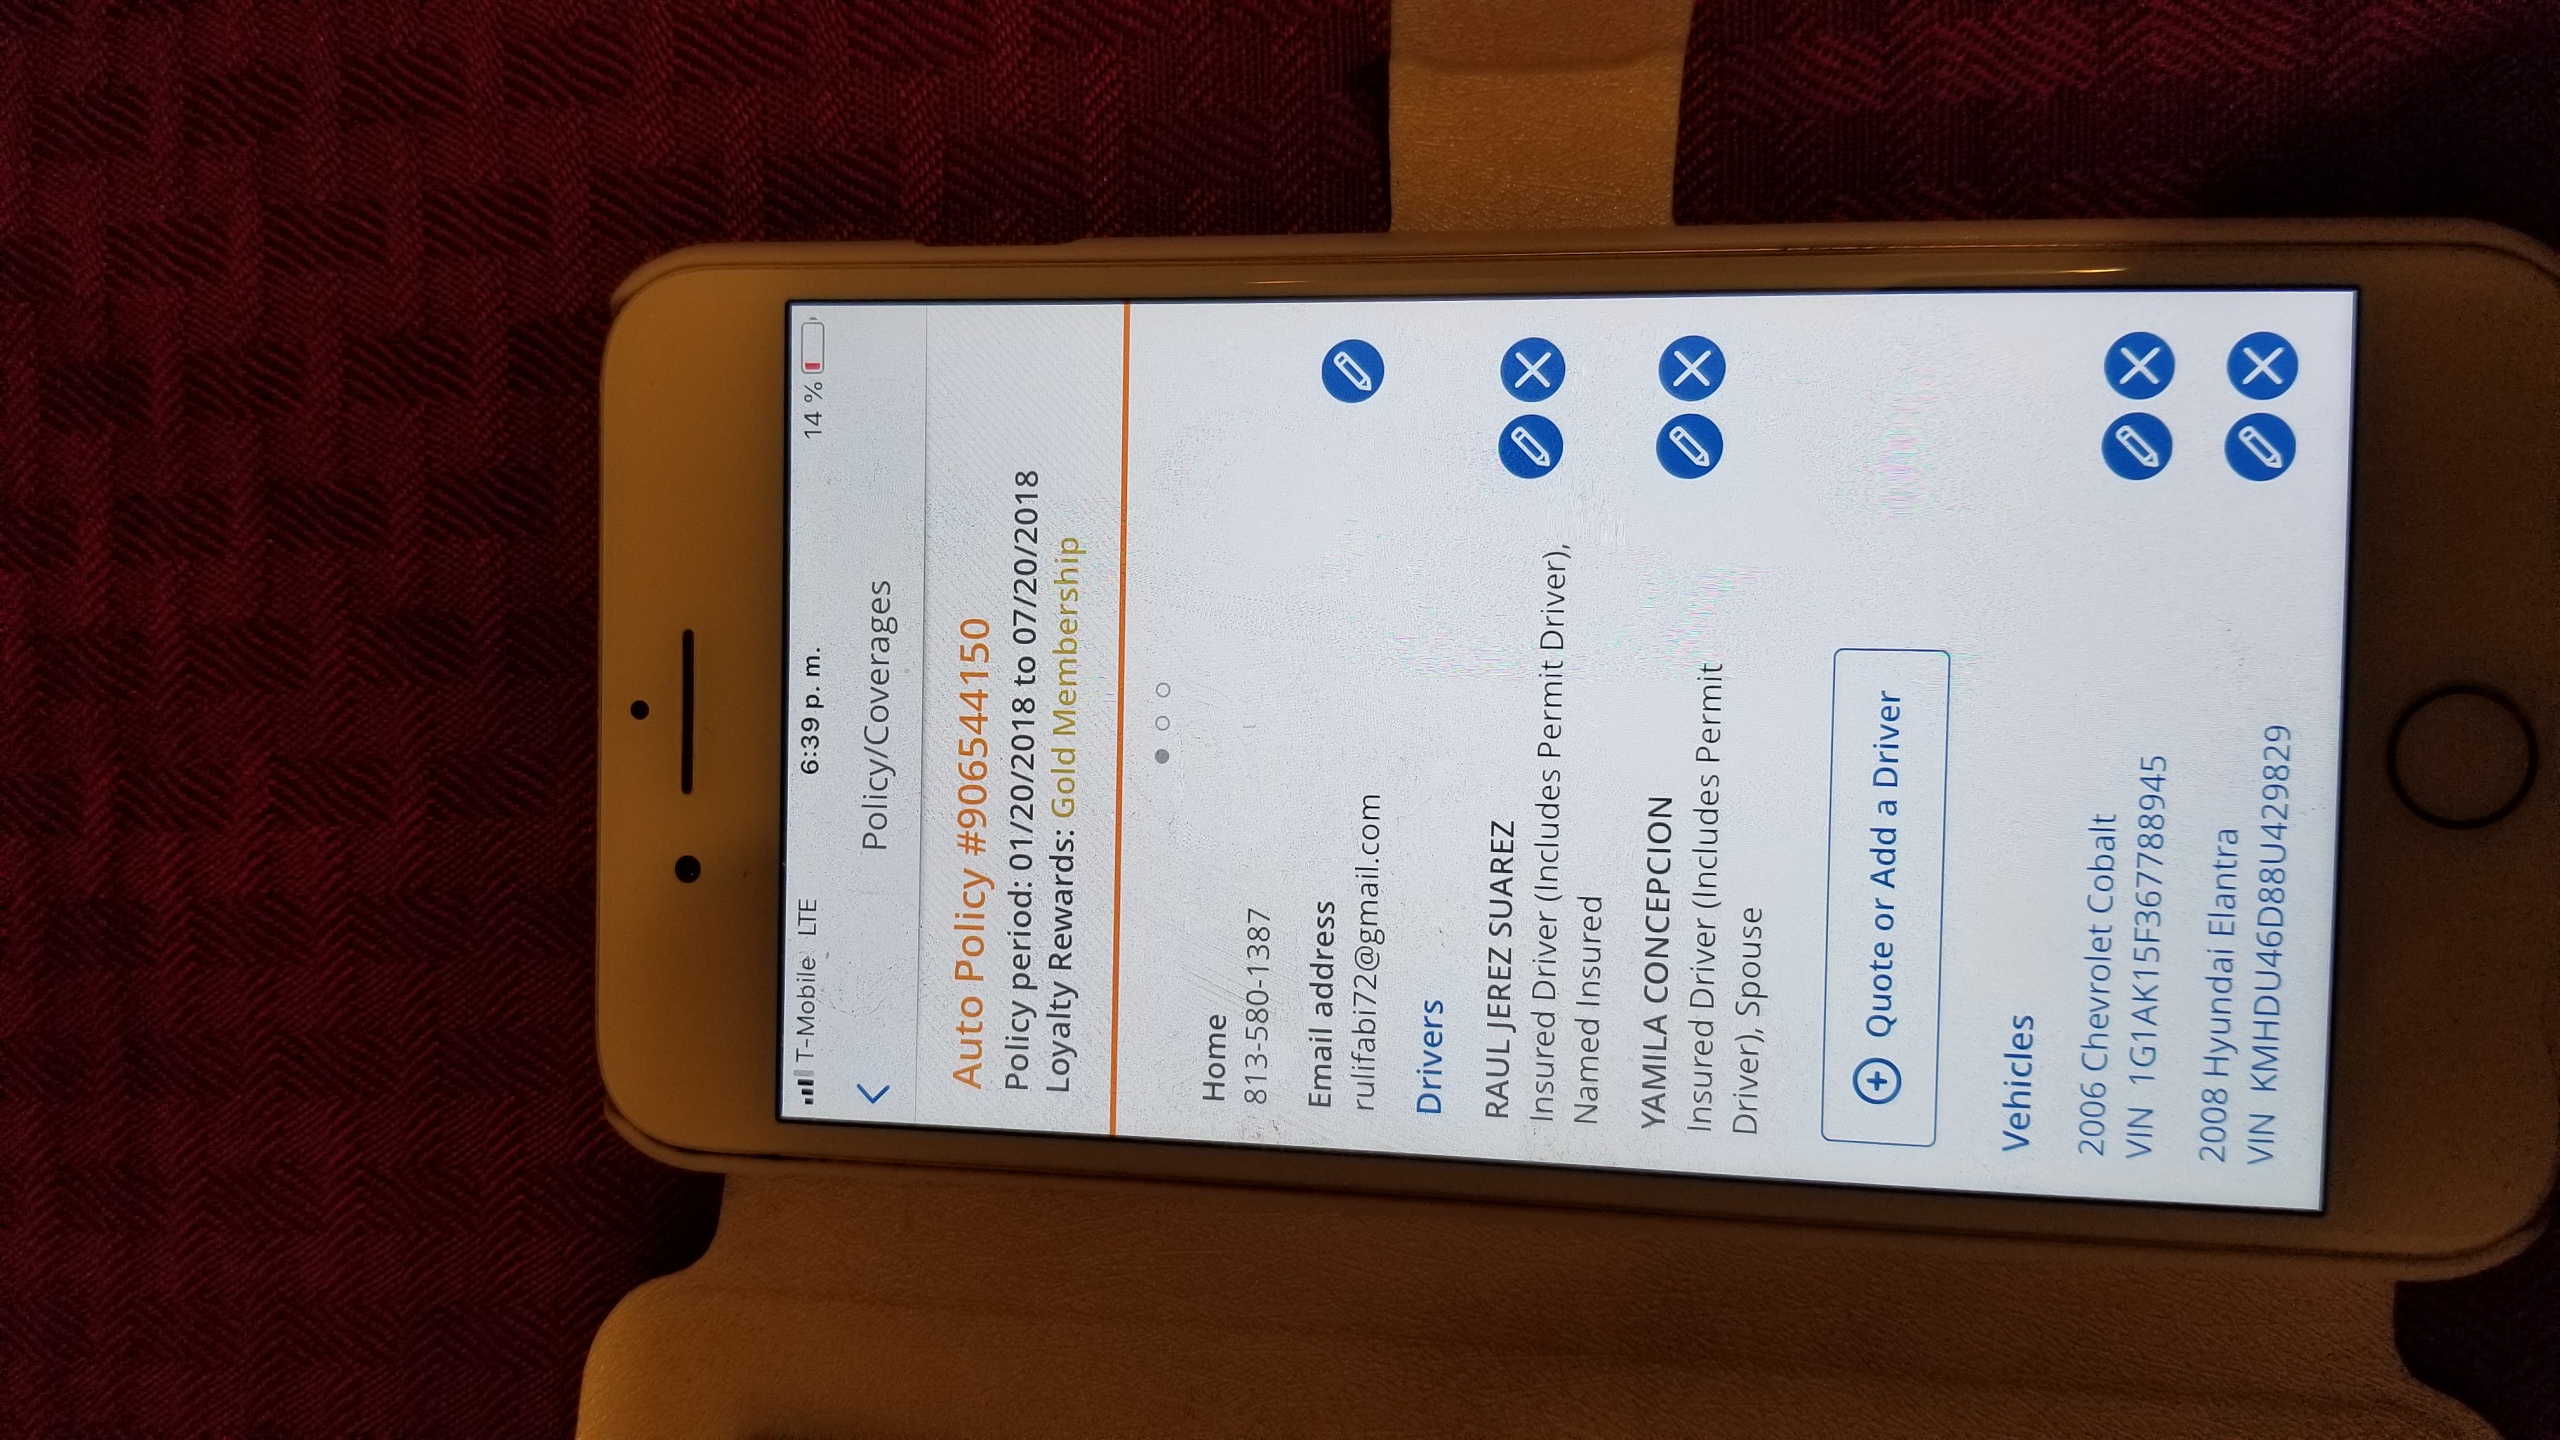 T-Mobile LTE 6:39 p. m. 14 %
Policy/Coverages
Auto Policy #906544150
Policy period: 01/20/2018 to 07/20/2018
Loyalty Rewards: Gold Membership
Home
813-580-1387
Email address
rulifabi72@gmail.com
Drivers
RAUL JEREZ SUAREZ
Insured Driver (Includes Permit Driver),
Named Insured
YAMILA CONCEPCION
Insured Driver (Includes Permit
Driver), Spouse
Quote or Add a Driver
Vehicles
2006 Chevrolet Cobalt
VIN 1G1AK15F367788945
2008 Hyundai Elantra
VIN KMHDU46D88U429829